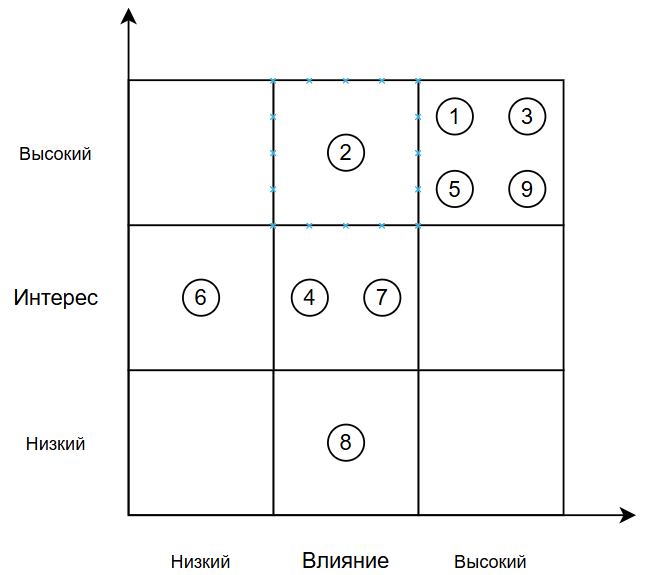 1 3
Высокий 2
5 9
Интерес 6 4 7
Низкий 8
Низкий Влияние Высокий